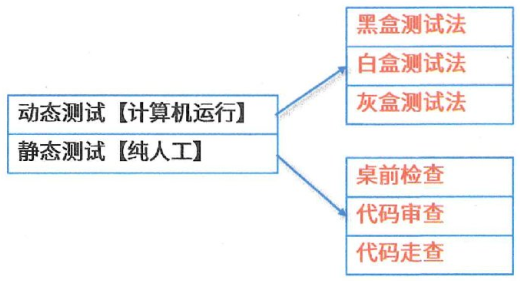 黑盒测试法
白盒测试法
灰盒测试法
动态测试【计算机运行】
静态测试【纯人工】
桌前检查
代码审查
代码走查